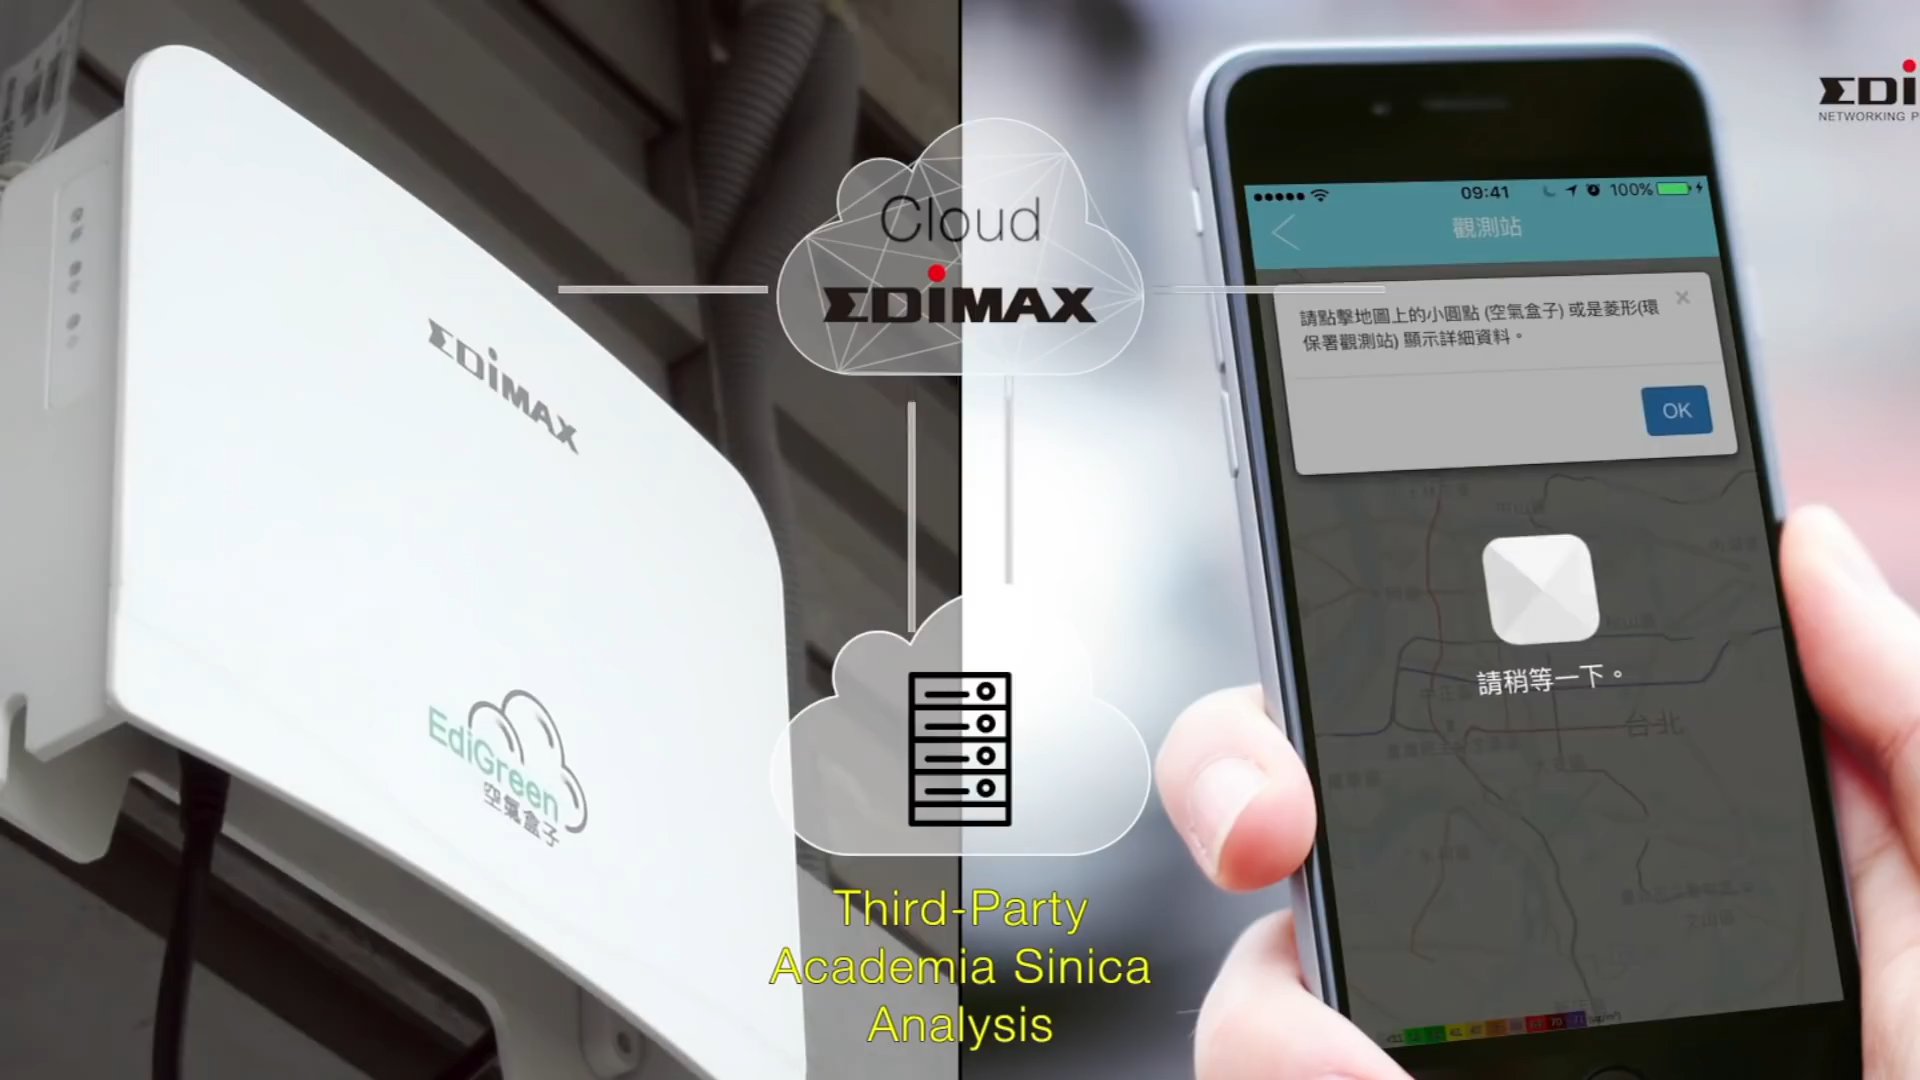 EDIMAX
EdiGreen
空氣盒子
Cloud
EDIMAX
Third-Party
Academia Sinica
Analysis
EDI
NETWORKING P
09:41
100%
觀測站
請點擊地圖上的小圓點 (空氣盒子) 或是菱形(環
保署觀測站) 顯示詳細資料。
OK
請稍等一下。
台北